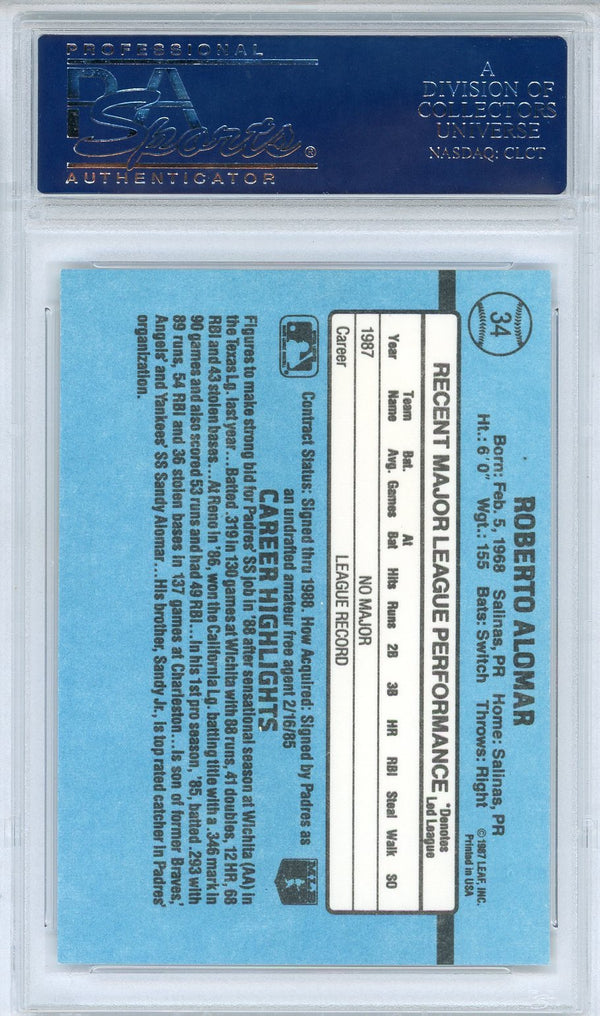 PROFESSIONAL
PSA
Sports®
AUTHENTICATOR
A
DIVISION OF
COLLECTORS
UNIVERSE
NASDAQ: CLCT
34
ROBERTO ALOMAR
Born: Feb. 5, 1968 Salinas, PR Home: Salinas, PR
Ht.: 6' 0" Wgt.: 155 Bats: Switch Throws: Right
©1987 LEAF, INC.
Printed in USA
RECENT MAJOR LEAGUE PERFORMANCE
*Denotes
Led League
Team Bat. At
Year Name Avg. Games Bat Hits Runs 2B 3B HR RBI Steal Walk SO
1987 NO MAJOR
Career LEAGUE RECORD
Contract Status: Signed thru 1988. How Acquired: Signed by Padres as
an undrafted amateur free agent 2/16/85
CAREER HIGHLIGHTS
Figures to make strong bid for Padres' SS job in '88 after sensational season at Wichita (AA) in
the Texas Lg. last year...Batted .319 in 130 games at Wichita with 88 runs, 41 doubles, 12 HR, 68
RBI and 43 stolen bases...At Reno in '86, won the California Lg. batting title with a .346 mark in
90 games and also scored 53 runs and had 49 RBI...In his 1st pro season, '85, batted .293 with
89 runs, 54 RBI and 36 stolen bases in 137 games at Charleston...Is son of former Braves',
Angels' and Yankees' SS Sandy Alomar...His brother, Sandy Jr., is top rated catcher in Padres'
organization.